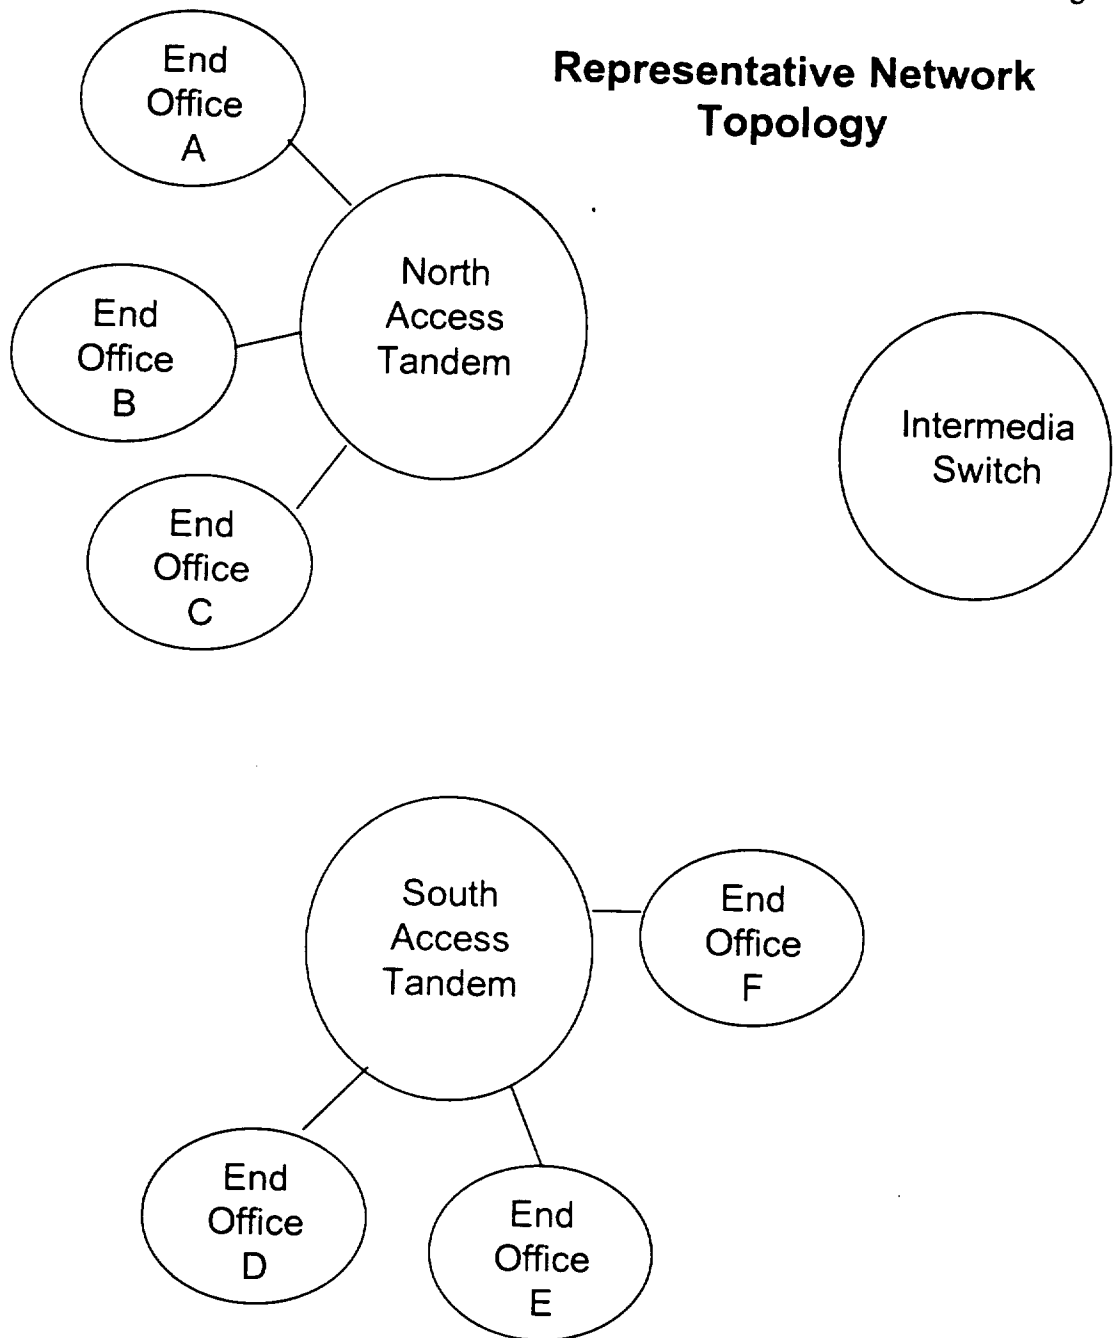 Representative Network
Topology
End
Office
A
North
Access
Tandem
End
Office
B
Intermedia
Switch
End
Office
C
South
Access
Tandem
End
Office
F
End
Office
D
End
Office
E